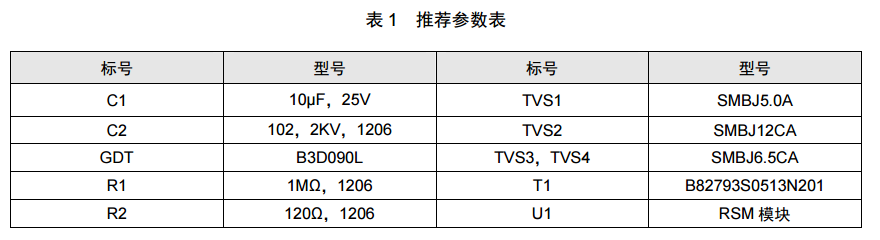 表 1 推荐参数表
标号 型号 标号 型号
C1 10μF，25V TVS1 SMBJ5.0A
C2 102，2KV，1206 TVS2 SMBJ12CA
GDT B3D090L TVS3，TVS4 SMBJ6.5CA
R1 1MΩ，1206 T1 B82793S0513N201
R2 120Ω，1206 U1 RSM 模块